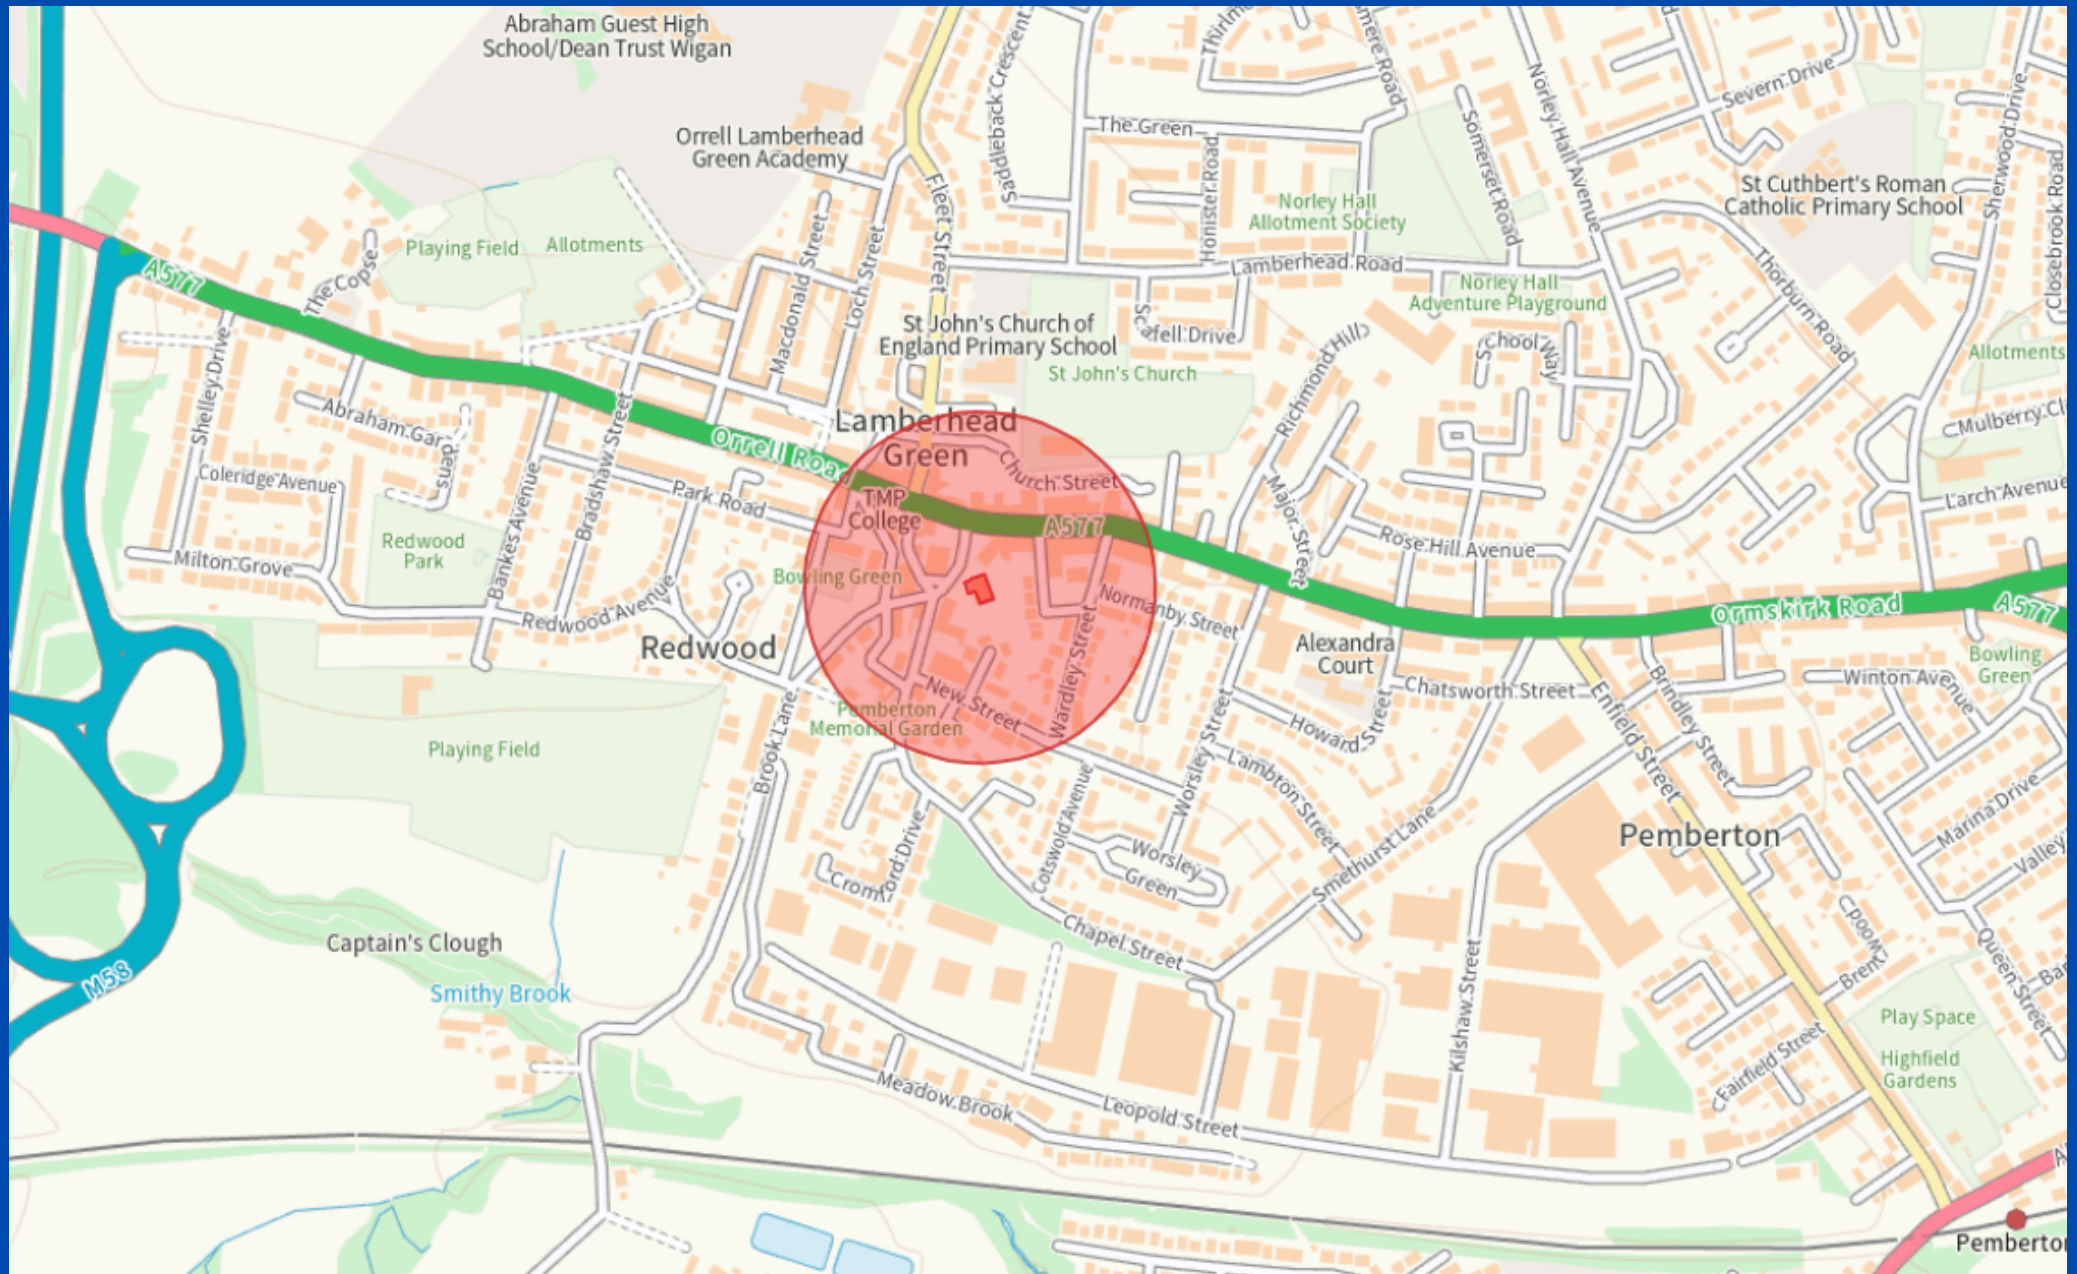 Abraham Guest High
School/Dean Trust Wigan
Orrell Lamberhead
Green Academy
Saddleback Crescent
The Green
Honister Road
Somerset Road
Norley Hall Avenue
Severn Drive
Sherwood Drive
Closebrook Road
St Cuthbert's Roman
Catholic Primary School
Norley Hall
Allotment Society
Fleet Street
Playing Field
Allotments
The Copse
A577
Macdonald Street
Loch Street
Lamberhead Road
Norley Hall
Adventure Playground
Thorburn Road
Scafell Drive
St John's Church of
England Primary School
St John's Church
Richmond Hill
School Way
Allotments
Shelley Drive
Abraham Gardens
Bradshaw Street
Lamberhead
Green
Orrell Road
Church Street
Coleridge Avenue
Park Road
TMP
College
A577
Major Street
Rose Hill Avenue
Larch Avenue
Redwood
Park
Bankes Avenue
Milton Grove
Redwood Avenue
Bowling Green
Normanby Street
Wardley Street
Ormskirk Road
A577
Redwood
Alexandra
Court
Bowling
Green
Chatsworth Street
Winton Avenue
New Street
Pemberton
Memorial Garden
Howard Street
Enfield Street
Brindley Street
Playing Field
Brook Lane
Worsley Street
Lambton Street
Cotswold Avenue
Marina Drive
Pemberton
Valley
Worsley
Green
Smethurst Lane
Cromford Drive
Chapel Street
Captain's Clough
Smithy Brook
M58
Brentwood
Queen Street
Kilshaw Street
Play Space
Highfield
Gardens
Fairfield Street
Meadow Brook
Leopold Street